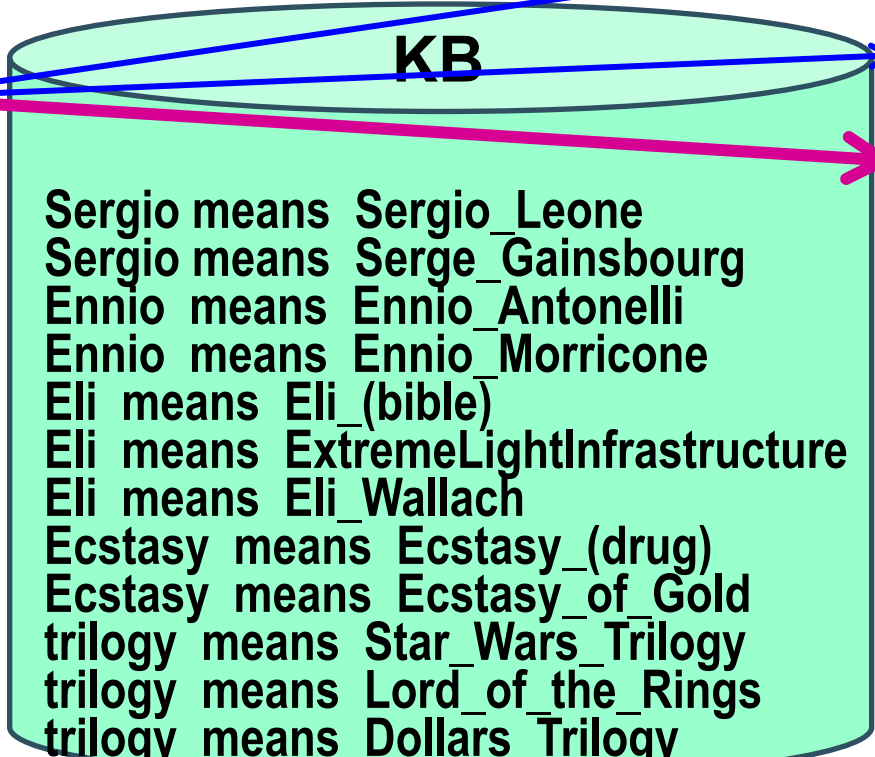 KB
Sergio means Sergio_Leone
Sergio means Serge_Gainsbourg
Ennio means Ennio_Antonelli
Ennio means Ennio_Morricone
Eli means Eli_(bible)
Eli means ExtremeLightInfrastructure
Eli means Eli_Wallach
Ecstasy means Ecstasy_(drug)
Ecstasy means Ecstasy_of_Gold
trilogy means Star_Wars_Trilogy
trilogy means Lord_of_the_Rings
trilogy means Dollars_Trilogy